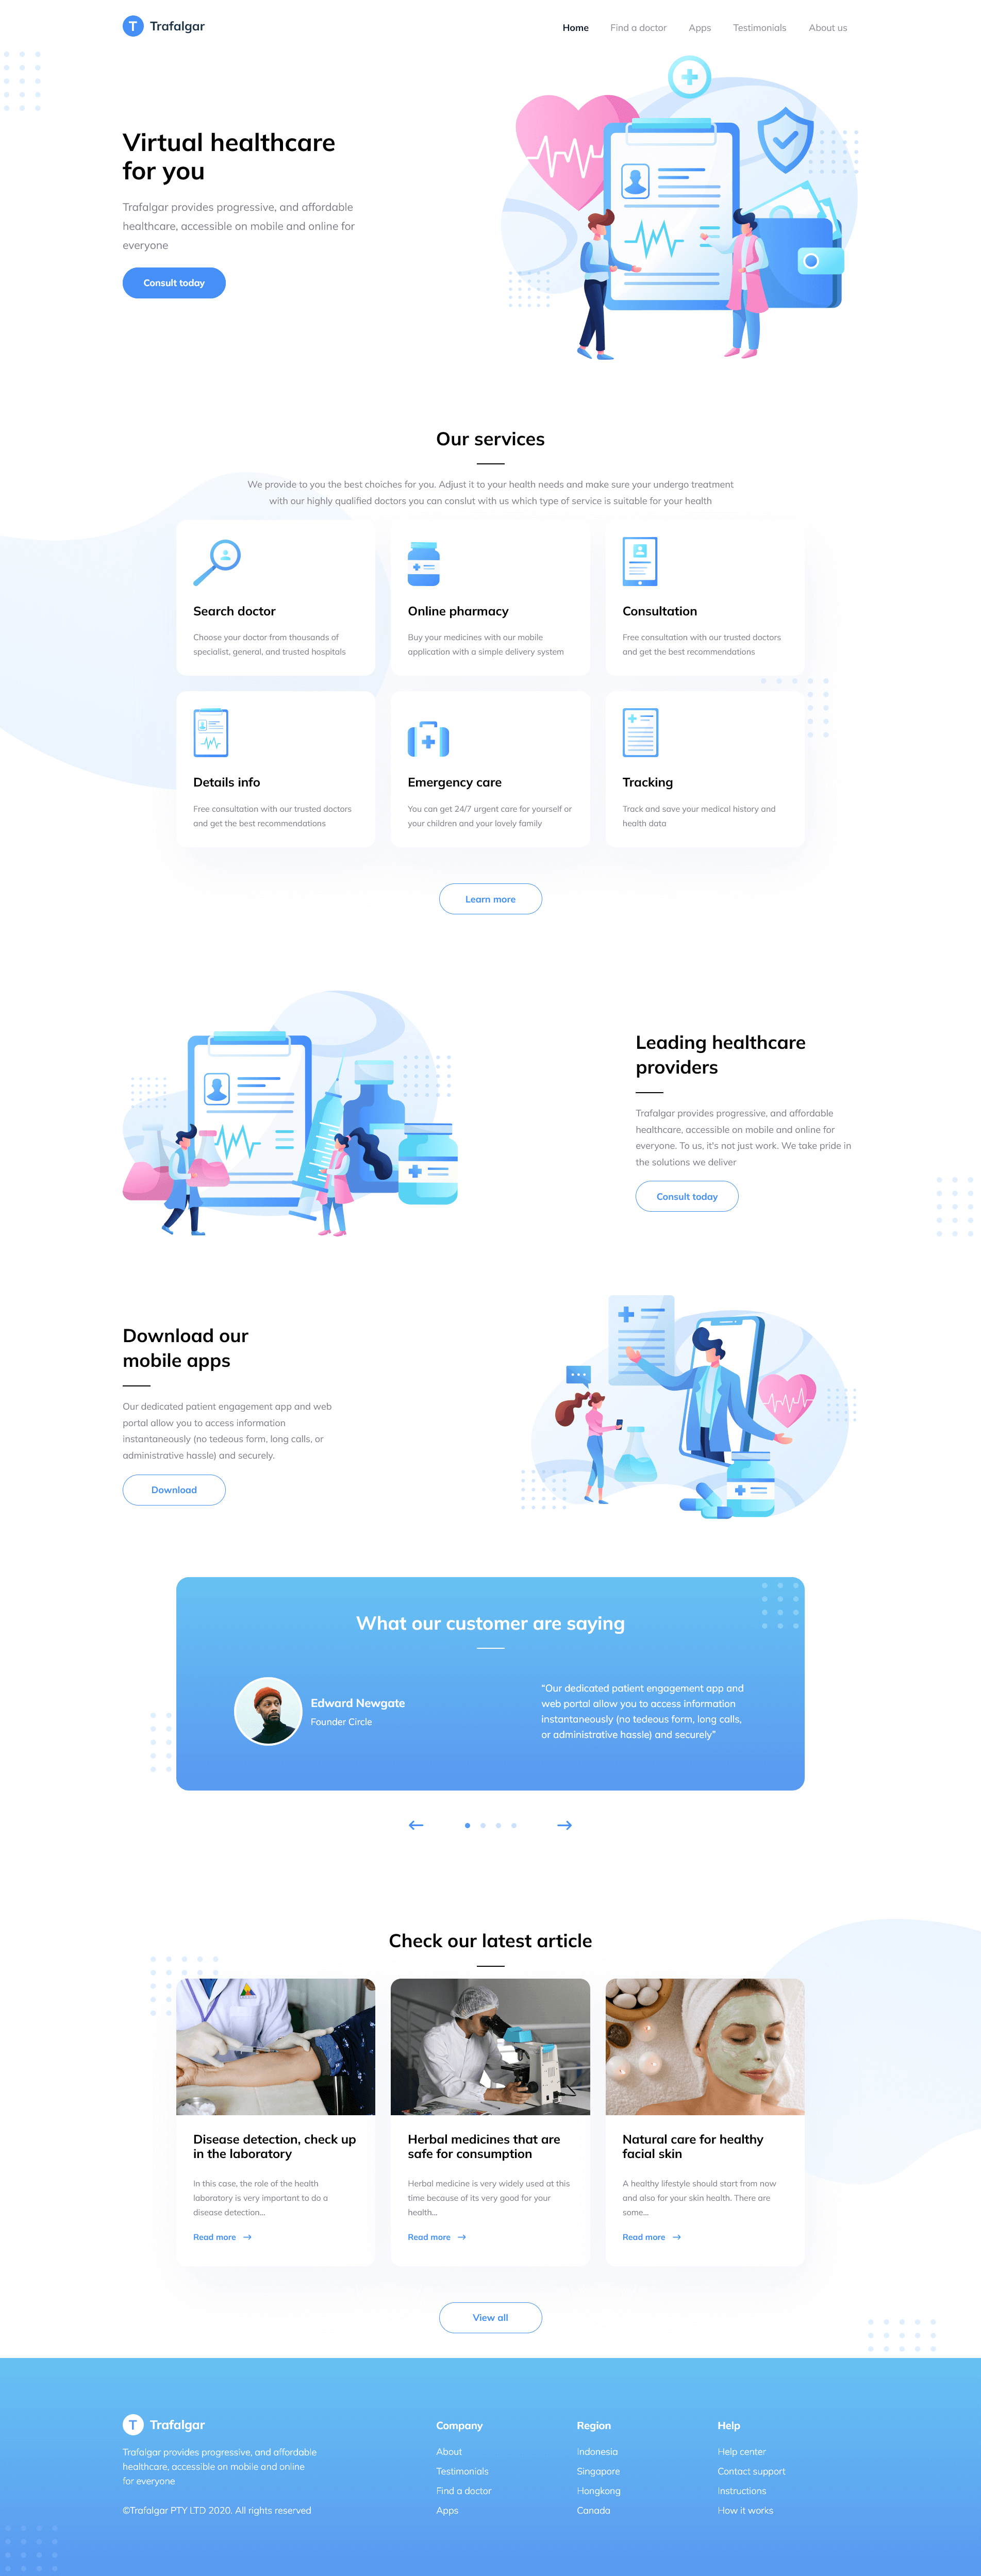 T Trafalgar
Home Find a doctor Apps Testimonials About us
Virtual healthcare
for you
Trafalgar provides progressive, and affordable
healthcare, accessible on mobile and online for
everyone
Consult today
Our services
We provide to you the best choiches for you. Adjust it to your health needs and make sure your undergo treatment
with our highly qualified doctors you can conslut with us which type of service is suitable for your health
Search doctor
Choose your doctor from thousands of
specialist, general, and trusted hospitals
Online pharmacy
Buy your medicines with our mobile
application with a simple delivery system
Consultation
Free consultation with our trusted doctors
and get the best recommendations
Details info
Free consultation with our trusted doctors
and get the best recommendations
Emergency care
You can get 24/7 urgent care for yourself or
your children and your lovely family
Tracking
Track and save your medical history and
health data
Learn more
Leading healthcare
providers
Trafalgar provides progressive, and affordable
healthcare, accessible on mobile and online for
everyone. To us, it's not just work. We take pride in
the solutions we deliver
Consult today
Download our
mobile apps
Our dedicated patient engagement app and web
portal allow you to access information
instantaneously (no tedeous form, long calls, or
administrative hassle) and securely.
Download
What our customer are saying
Edward Newgate
Founder Circle
“Our dedicated patient engagement app and
web portal allow you to access information
instantaneously (no tedeous form, long calls,
or administrative hassle) and securely”
Check our latest article
Disease detection, check up
in the laboratory
In this case, the role of the health
laboratory is very important to do a
disease detection...
Read more
Herbal medicines that are
safe for consumption
Herbal medicine is very widely used at this
time because of its very good for your
health...
Read more
Natural care for healthy
facial skin
A healthy lifestyle should start from now
and also for your skin health. There are
some...
Read more
View all
T Trafalgar
Trafalgar provides progressive, and affordable
healthcare, accessible on mobile and online
for everyone
©Trafalgar PTY LTD 2020. All rights reserved
Company
About
Testimonials
Find a doctor
Apps
Region
Indonesia
Singapore
Hongkong
Canada
Help
Help center
Contact support
Instructions
How it works